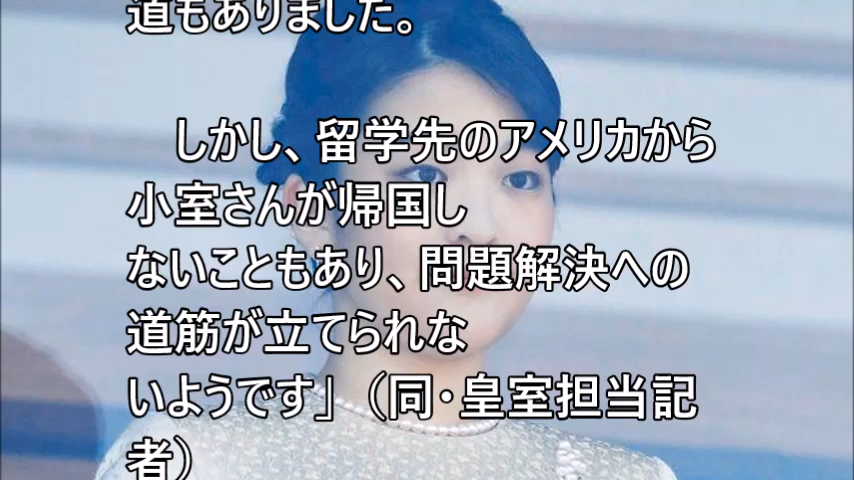 道もありました。
しかし、留学先のアメリカから
小室さんが帰国し
ないこともあり、問題解決への
道筋が立てられな
いようです」（同・皇室担当記
者）